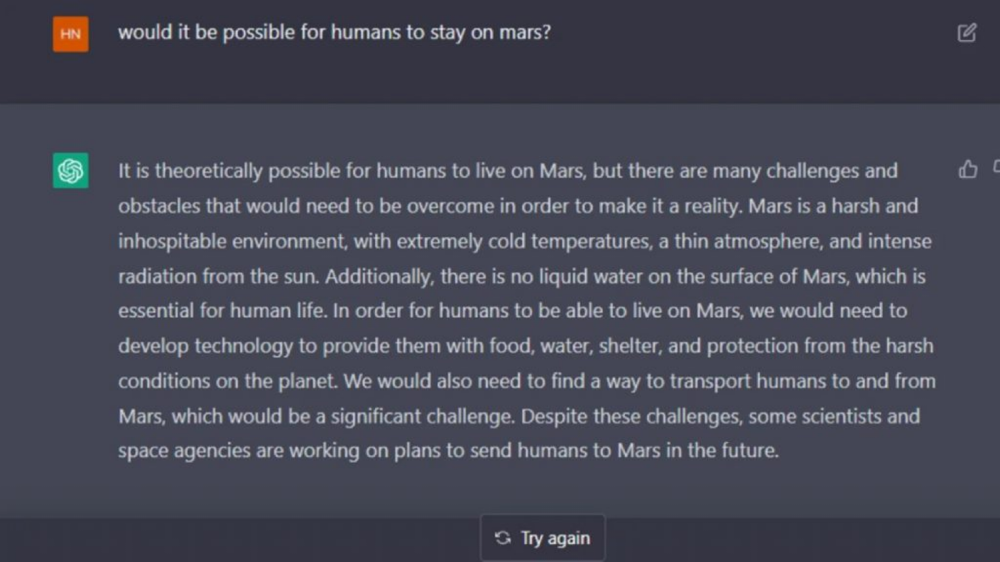 HN
would it be possible for humans to stay on mars?
It is theoretically possible for humans to live on Mars, but there are many challenges and
obstacles that would need to be overcome in order to make it a reality. Mars is a harsh and
inhospitable environment, with extremely cold temperatures, a thin atmosphere, and intense
radiation from the sun. Additionally, there is no liquid water on the surface of Mars, which is
essential for human life. In order for humans to be able to live on Mars, we would need to
develop technology to provide them with food, water, shelter, and protection from the harsh
conditions on the planet. We would also need to find a way to transport humans to and from
Mars, which would be a significant challenge. Despite these challenges, some scientists and
space agencies are working on plans to send humans to Mars in the future.
Try again